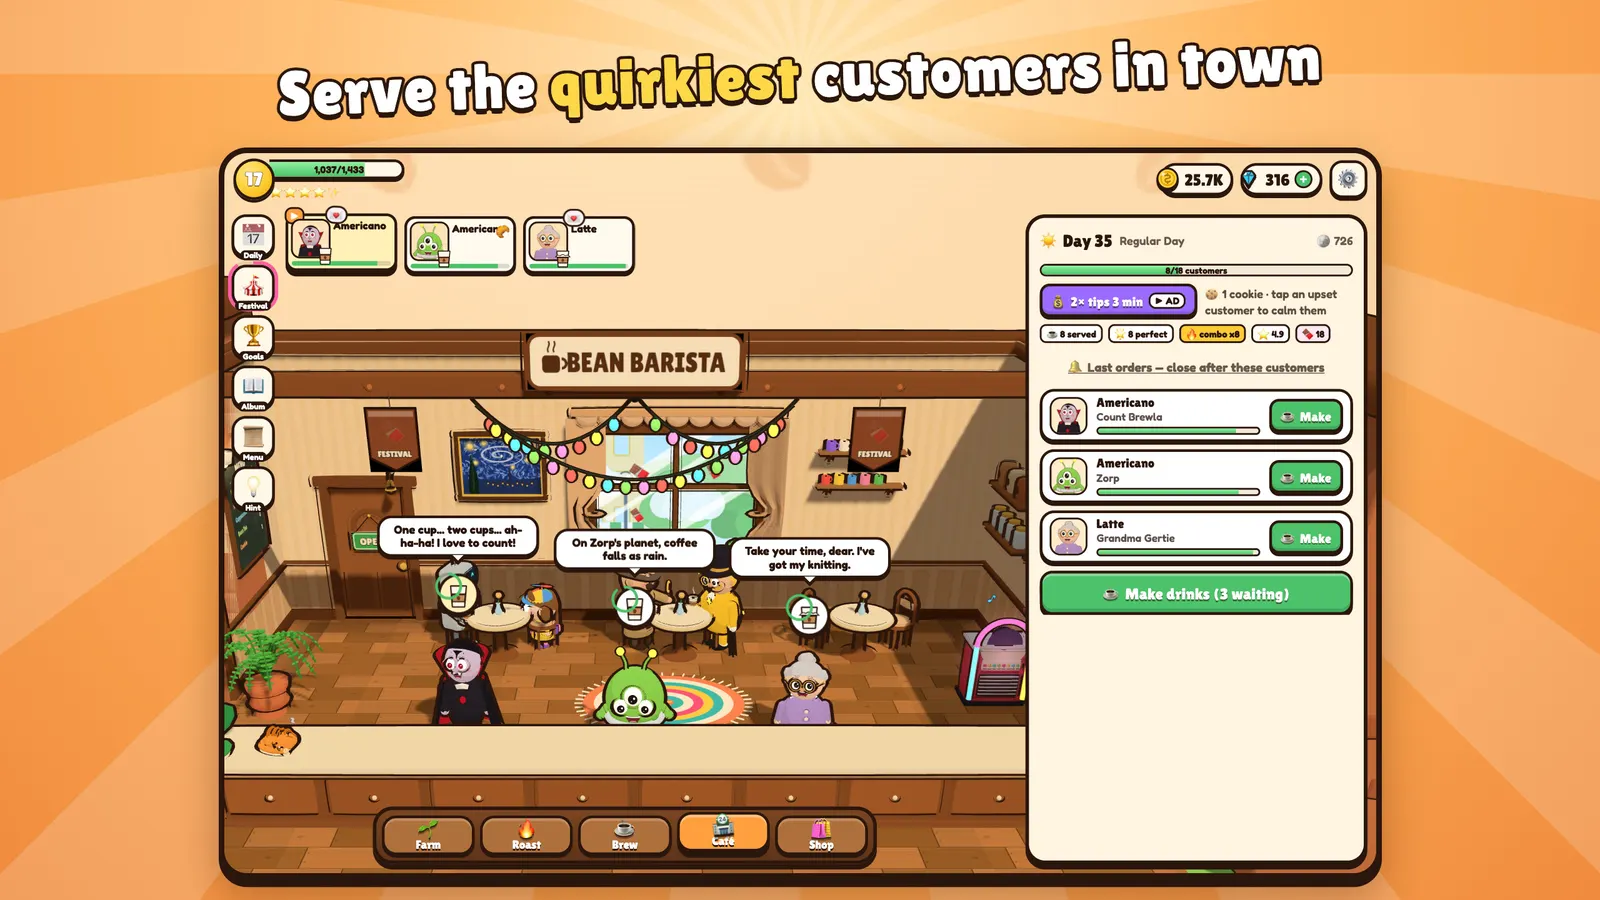 Serve the quirkiest customers in town
17
1,037/1,433
25.7K
316
17
Daily
Festival
Goals
Album
Menu
Hint
Americano
American
Latte
BEAN BARISTA
FESTIVAL
FESTIVAL
OPE
One cup... two cups... ah-
ha-ha! I love to count!
On Zorp's planet, coffee
falls as rain.
Take your time, dear. I've
got my knitting.
Day 35 Regular Day
726
8/18 customers
2× tips 3 min ▶ AD
1 cookie · tap an upset
customer to calm them
8 served
8 perfect
combo x8
4.9
18
Last orders — close after these customers
Americano
Count Brewla
Make
Americano
Zorp
Make
Latte
Grandma Gertie
Make
Make drinks (3 waiting)
Farm
Roast
Brew
Café
Shop